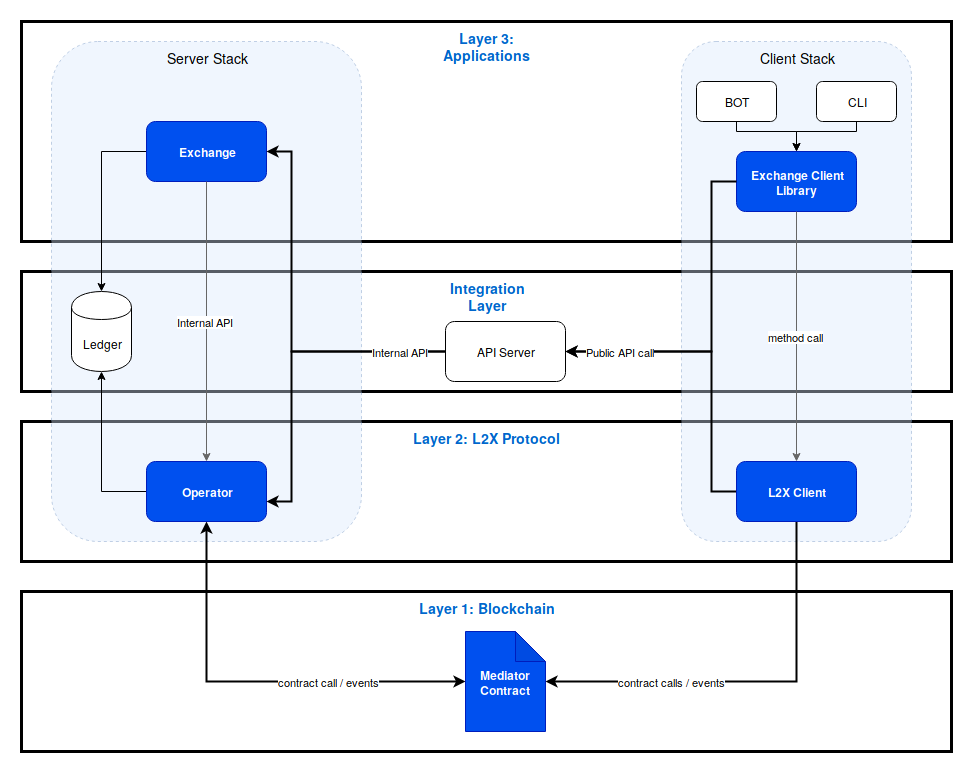 Layer 3:
Applications
Server Stack
Client Stack
BOT
CLI
Exchange
Exchange Client
Library
Integration
Layer
Internal API
Ledger
Internal API
API Server
Public API call
method call
Layer 2: L2X Protocol
Operator
L2X Client
Layer 1: Blockchain
Mediator
Contract
contract call / events
contract calls / events